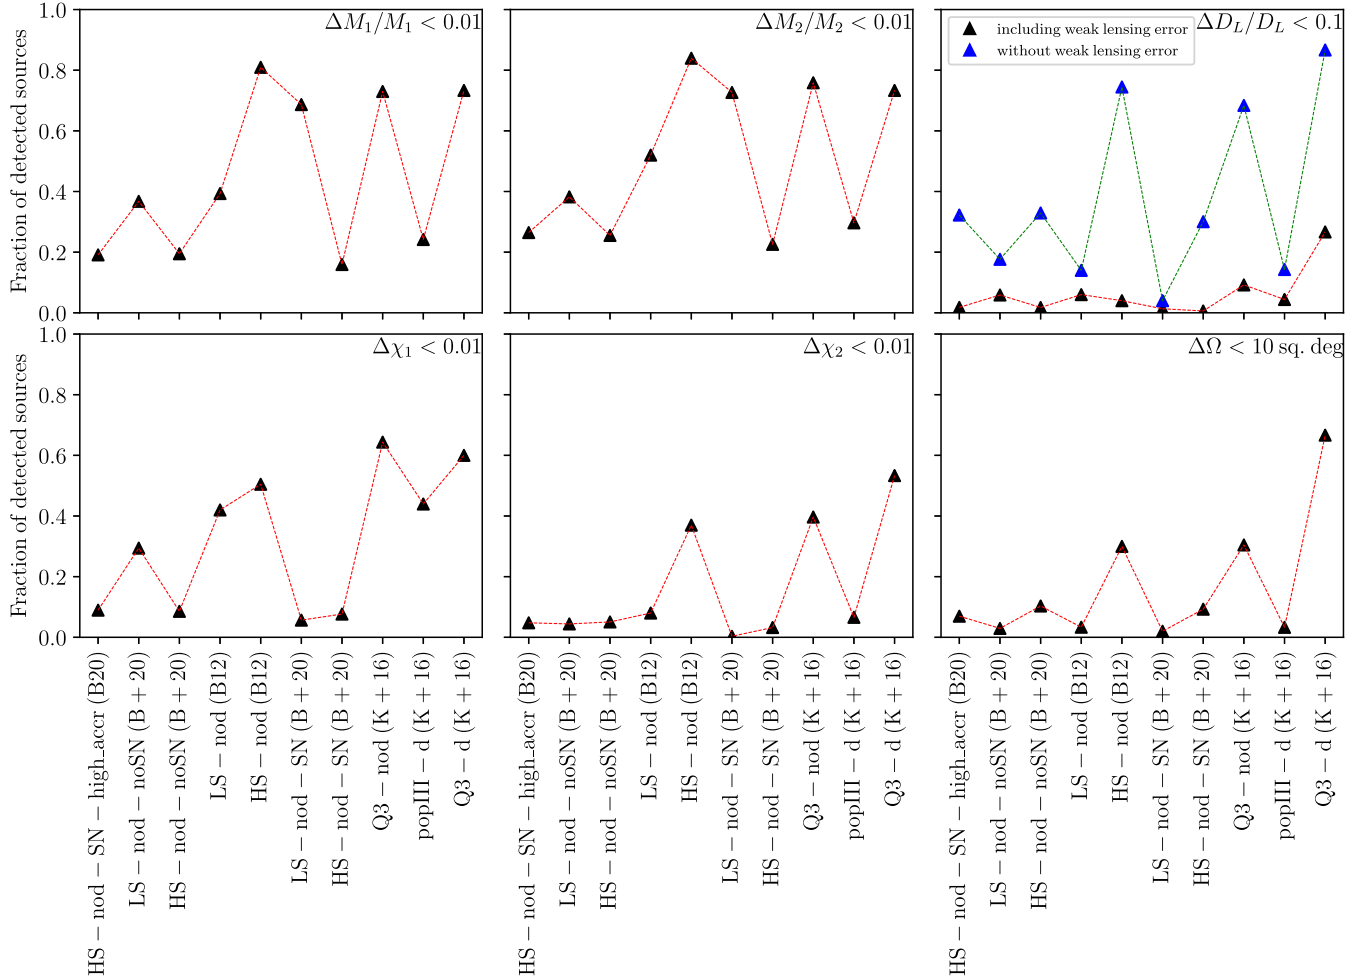 ΔM₁/M₁ < 0.01
1.0
0.8
0.6
0.4
0.2
0.0
Fraction of detected sources
ΔM₂/M₂ < 0.01
ΔD_L/D_L < 0.1
including weak lensing error
without weak lensing error
Δχ₁ < 0.01
1.0
0.8
0.6
0.4
0.2
0.0
Fraction of detected sources
Δχ₂ < 0.01
ΔΩ < 10 sq. deg
HS − nod − SN − high_accr (B20)
LS − nod − noSN (B + 20)
HS − nod − noSN (B + 20)
LS − nod (B12)
HS − nod (B12)
LS − nod − SN (B + 20)
HS − nod − SN (B + 20)
Q3 − nod (K + 16)
popIII − d (K + 16)
Q3 − d (K + 16)
HS − nod − SN − high_accr (B20)
LS − nod − noSN (B + 20)
HS − nod − noSN (B + 20)
LS − nod (B12)
HS − nod (B12)
LS − nod − SN (B + 20)
HS − nod − SN (B + 20)
Q3 − nod (K + 16)
popIII − d (K + 16)
Q3 − d (K + 16)
HS − nod − SN − high_accr (B20)
LS − nod − noSN (B + 20)
HS − nod − noSN (B + 20)
LS − nod (B12)
HS − nod (B12)
LS − nod − SN (B + 20)
HS − nod − SN (B + 20)
Q3 − nod (K + 16)
popIII − d (K + 16)
Q3 − d (K + 16)